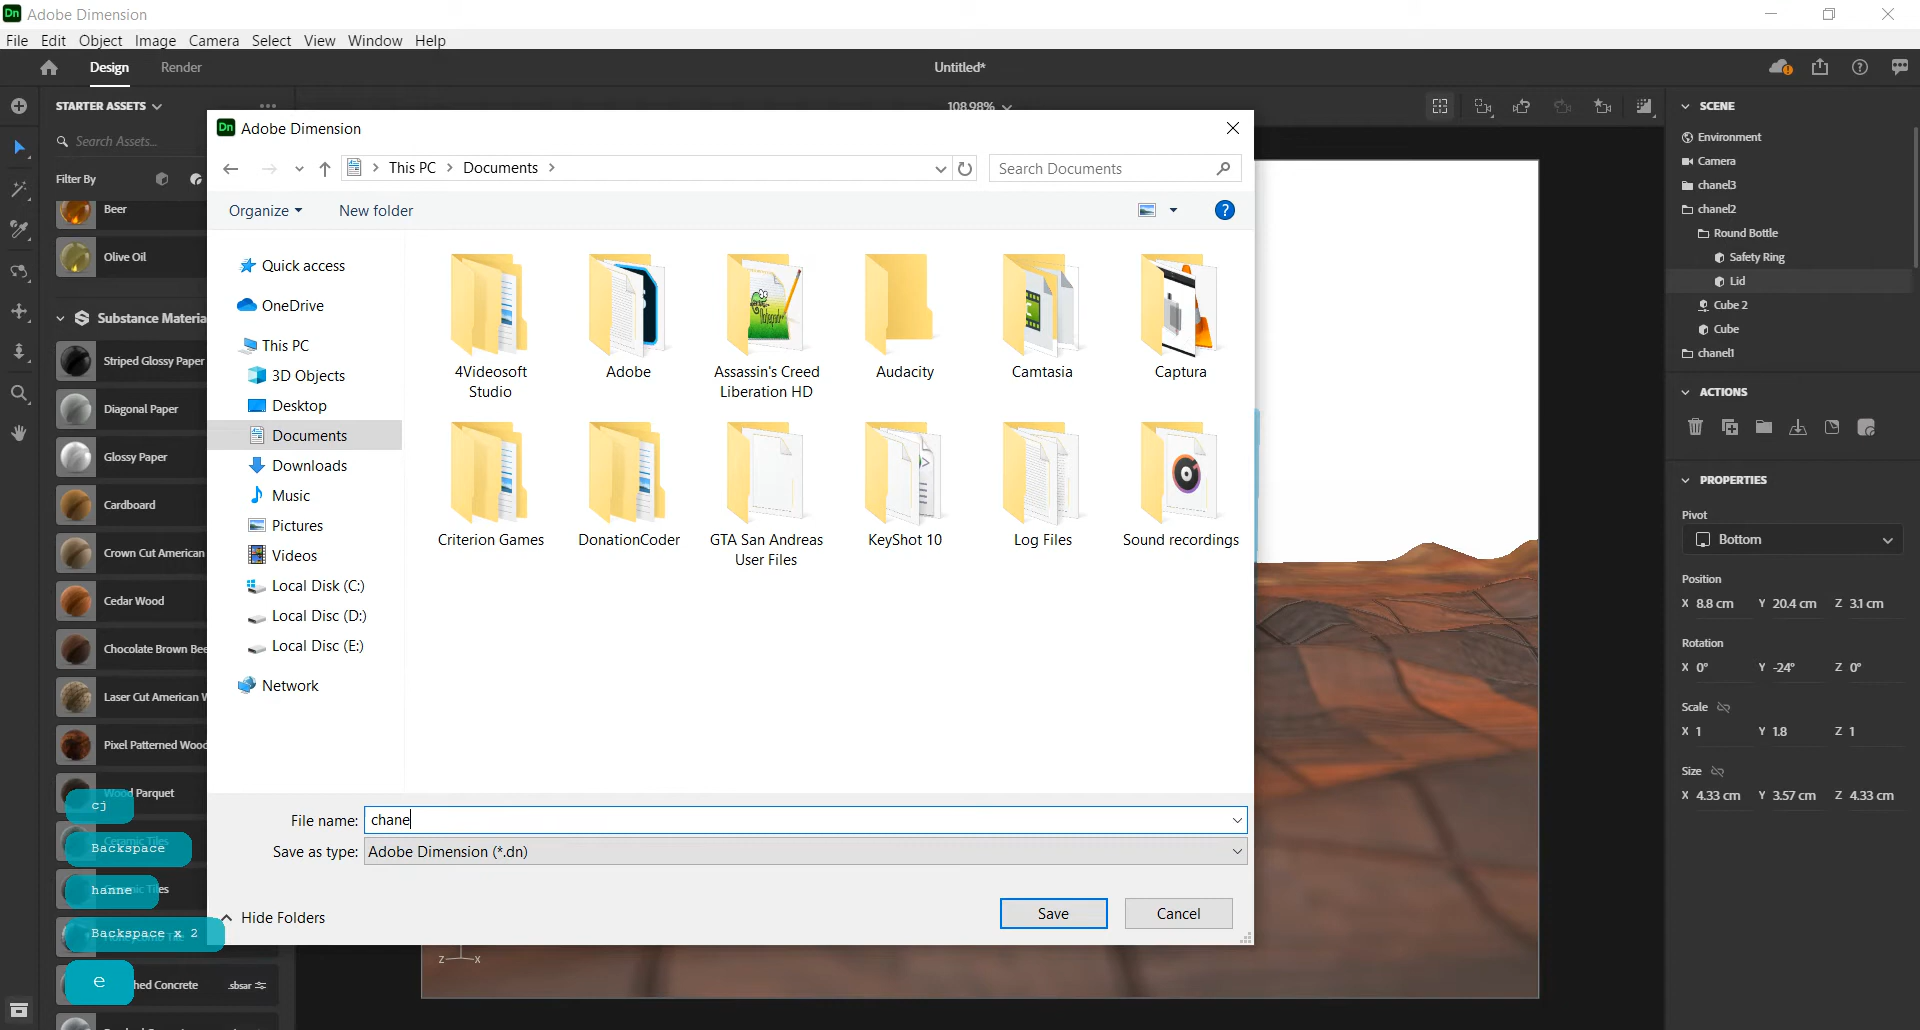 Dn Adobe Dimension
File Edit Object Image Camera Select View Window Help
Design Render Untitled*
STARTER ASSETS
108.98%
Search Assets...
Filter By
Beer
Olive Oil
Substance Materia
Striped Glossy Paper
Diagonal Paper
Glossy Paper
Cardboard
Crown Cut American
Cedar Wood
Chocolate Brown Bee
Laser Cut American W
Pixel Patterned Wood
Wood Parquet
Ceramic Tiles
hed Concrete .sbsar
cj
Backspace
hanne
Backspace x 2
e
Dn Adobe Dimension
This PC Documents
Search Documents
Organize New folder
Quick access
OneDrive
This PC
3D Objects
Desktop
Documents
Downloads
Music
Pictures
Videos
Local Disk (C:)
Local Disc (D:)
Local Disc (E:)
Network
4Videosoft
Studio
Adobe
Assassin's Creed
Liberation HD
Audacity
Camtasia
Captura
Criterion Games
DonationCoder
GTA San Andreas
User Files
KeyShot 10
Log Files
Sound recordings
File name: chane
Save as type: Adobe Dimension (*.dn)
Hide Folders
Save Cancel
Z X
SCENE
Environment
Camera
chanel3
chanel2
Round Bottle
Safety Ring
Lid
Cube 2
Cube
chanel1
ACTIONS
PROPERTIES
Pivot
Bottom
Position
X 8.8 cm Y 20.4 cm Z 3.1 cm
Rotation
X 0° Y -24° Z 0°
Scale
X 1 Y 1.8 Z 1
Size
X 4.33 cm Y 3.57 cm Z 4.33 cm